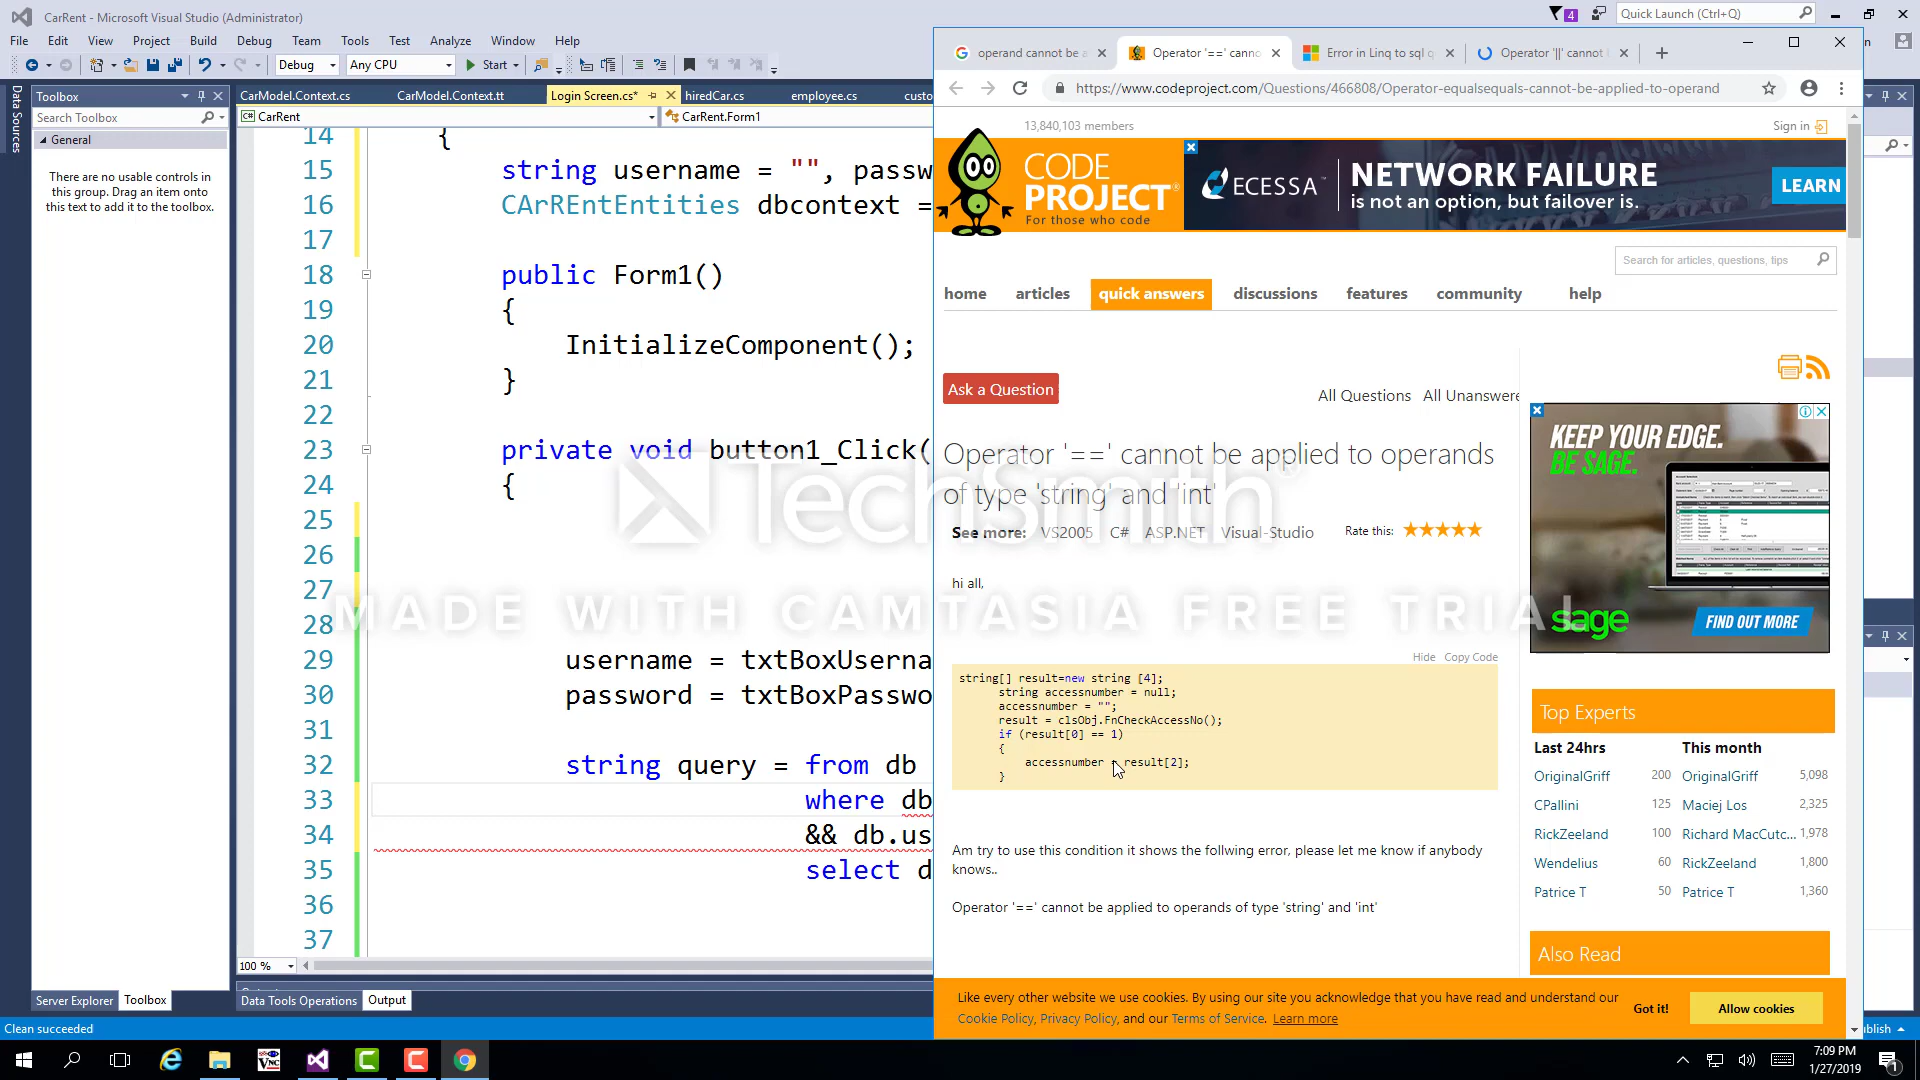 CarRent - Microsoft Visual Studio (Administrator)
4
Quick Launch (Ctrl+Q)
File Edit View Project Build Debug Team Tools Test Analyze Window Help
Debug
Any CPU
Start
Data Sources
Toolbox
Search Toolbox
General
There are no usable controls in
this group. Drag an item onto
this text to add it to the toolbox.
Server Explorer
Toolbox
CarModel.Context.cs
CarModel.Context.tt
Login Screen.cs*
hiredCar.cs
employee.cs
custo
CarRent
CarRent.Form1
14 {
15 string username = "", passw
16 CArREntEntities dbcontext =
17
18 public Form1()
19 {
20 InitializeComponent();
21 }
22
23 private void button1_Click(
24 {
25
26
27
28
29 username = txtBoxUserna
30 password = txtBoxPasswo
31
32 string query = from db
33 where db
34 && db.us
35 select d
36
37
100 %
Data Tools Operations
Output
Clean succeeded
operand cannot be a
Operator '==' canno
Error in Linq to sql q
Operator '||' cannot
https://www.codeproject.com/Questions/466808/Operator-equalsequals-cannot-be-applied-to-operand
13,840,103 members
Sign in
CODE
PROJECT
For those who code
ECESSA
NETWORK FAILURE
is not an option, but failover is.
LEARN
Search for articles, questions, tips
home articles quick answers discussions features community help
Ask a Question
All Questions All Unanswere
Operator '==' cannot be applied to operands
of type 'string' and 'int'
See more: VS2005 C# ASP.NET Visual-Studio
Rate this:
hi all,
Hide Copy Code
string[] result=new string [4];
string accessnumber = null;
accessnumber = "";
result = clsObj.FnCheckAccessNo();
if (result[0] == 1)
{
accessnumber = result[2];
}
Am try to use this condition it shows the follwing error, please let me know if anybody
knows..
Operator '==' cannot be applied to operands of type 'string' and 'int'
KEEP YOUR EDGE.
BE SAGE.
sage
FIND OUT MORE
Top Experts
Last 24hrs This month
OriginalGriff 200 OriginalGriff 5,098
CPallini 125 Maciej Los 2,325
RickZeeland 100 Richard MacCutc... 1,978
Wendelius 60 RickZeeland 1,800
Patrice T 50 Patrice T 1,360
Also Read
Like every other website we use cookies. By using our site you acknowledge that you have read and understand our
Cookie Policy, Privacy Policy, and our Terms of Service. Learn more
Got it!
Allow cookies
ublish
TechSmith
MADE WITH CAMTASIA FREE TRIAL
7:09 PM
1/27/2019
1